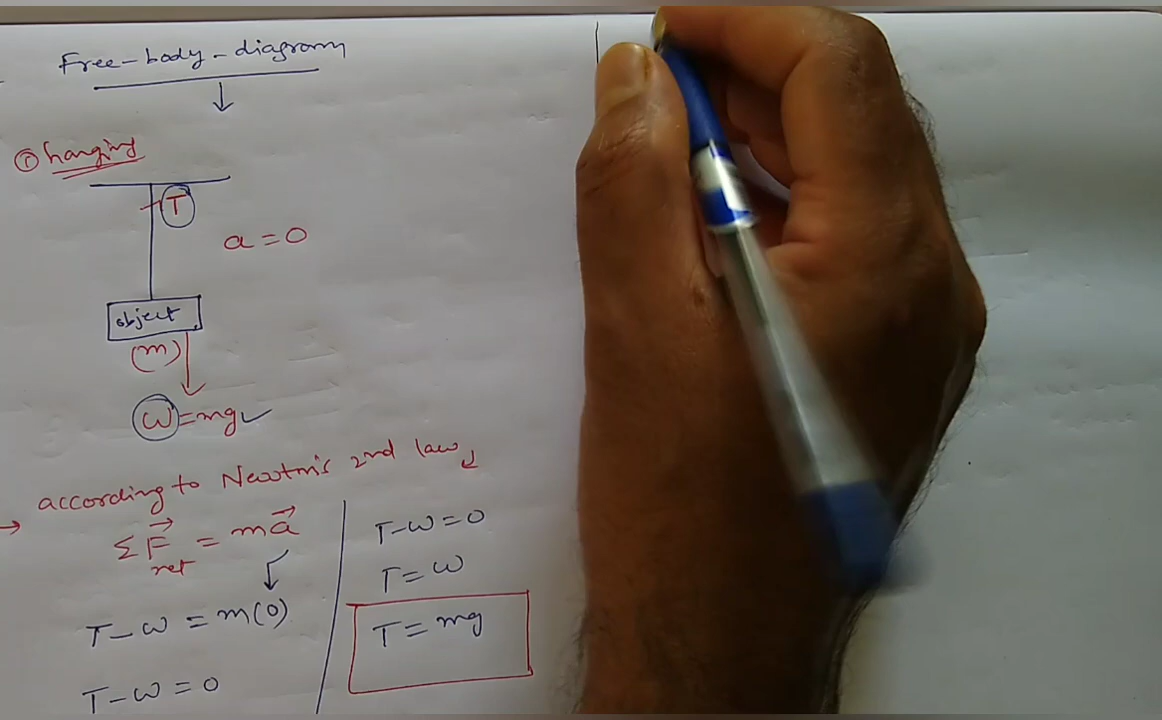 Free-body-diagram
① hanging
T
a=0
object
(m)
W=mg
according to Newton's 2nd law
ΣF⃗ net = ma⃗
T-W = m(0)
T-W=0
T-W=0
T=W
T=mg